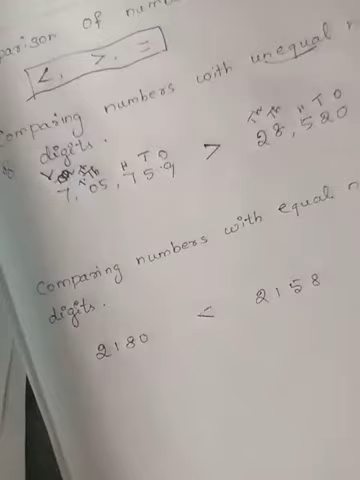 parison of num
<, >, =
Comparing numbers with unequal
digits.
L TTh Th H T O
TTh Th H T O
7,05,759 > 28,520
Comparing numbers with equal n
digits.
2180 < 2158